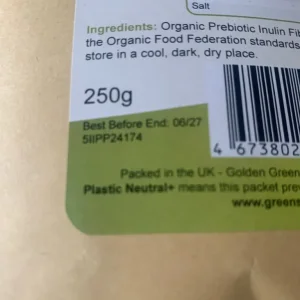 Salt
Ingredients: Organic Prebiotic Inulin Fi
the Organic Food Federation standards
store in a cool, dark, dry place.
250g
Best Before End: 06/27
5IIPP24174
4 673802
Packed in the UK - Golden Green
Plastic Neutral+ means this packet pre
www.greens